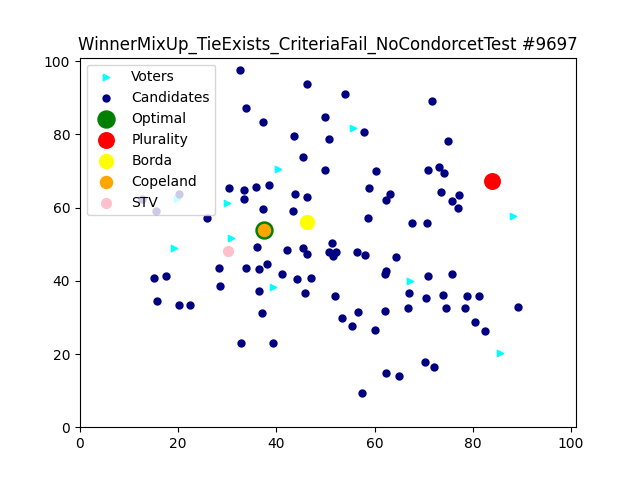 WinnerMixUp_TieExists_CriteriaFail_NoCondorcetTest #9697
100
80
60
40
20
0
Voters
Candidates
Optimal
Plurality
Borda
Copeland
STV
0 20 40 60 80 100